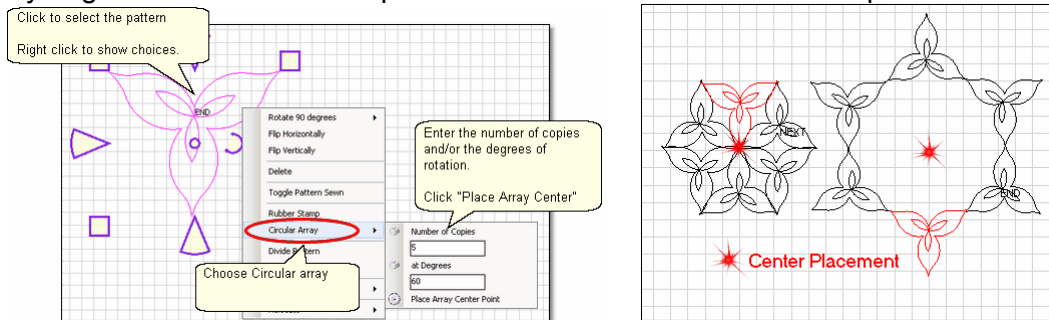 Click to select the pattern
Right click to show choices.
END
Rotate 90 degrees
Flip Horizontally
Flip Vertically
Delete
Toggle Pattern Sewn
Rubber Stamp
Circular Array
Choose Circular array
Enter the number of copies
and/or the degrees of
rotation.
Click "Place Array Center"
Number of Copies
5
at Degrees
60
Place Array Center Point
NEXT
END
Center Placement